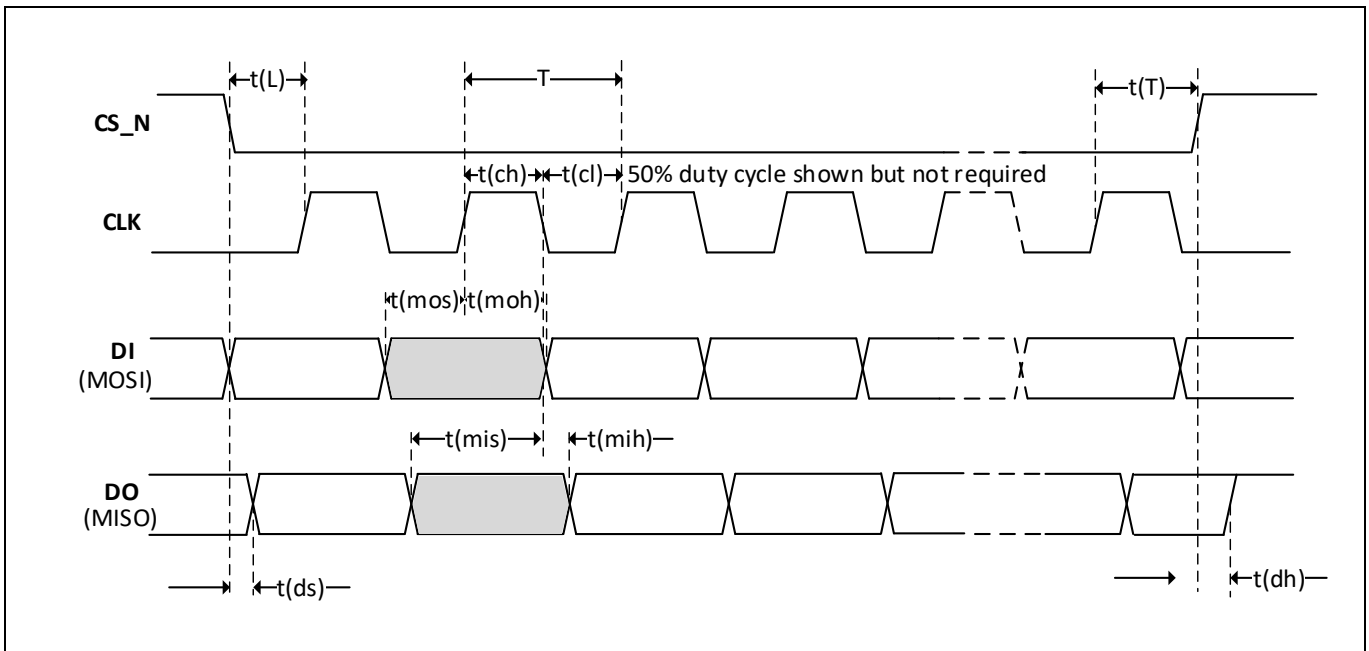 t(L)
T
t(T)
CS_N
t(ch)
t(cl)
50% duty cycle shown but not required
CLK
t(mos)
t(moh)
DI
(MOSI)
t(mis)
t(mih)
DO
(MISO)
t(ds)
t(dh)